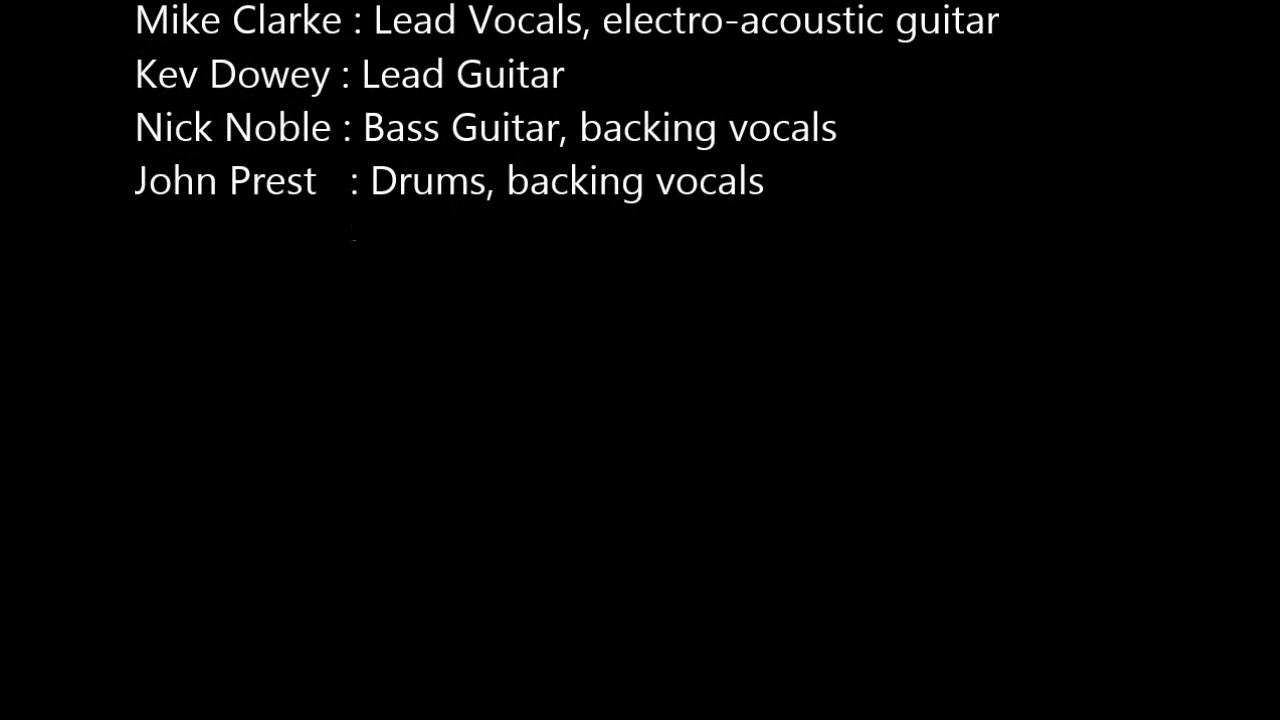 Mike Clarke : Lead Vocals, electro-acoustic guitar
Kev Dowey : Lead Guitar
Nick Noble : Bass Guitar, backing vocals
John Prest : Drums, backing vocals